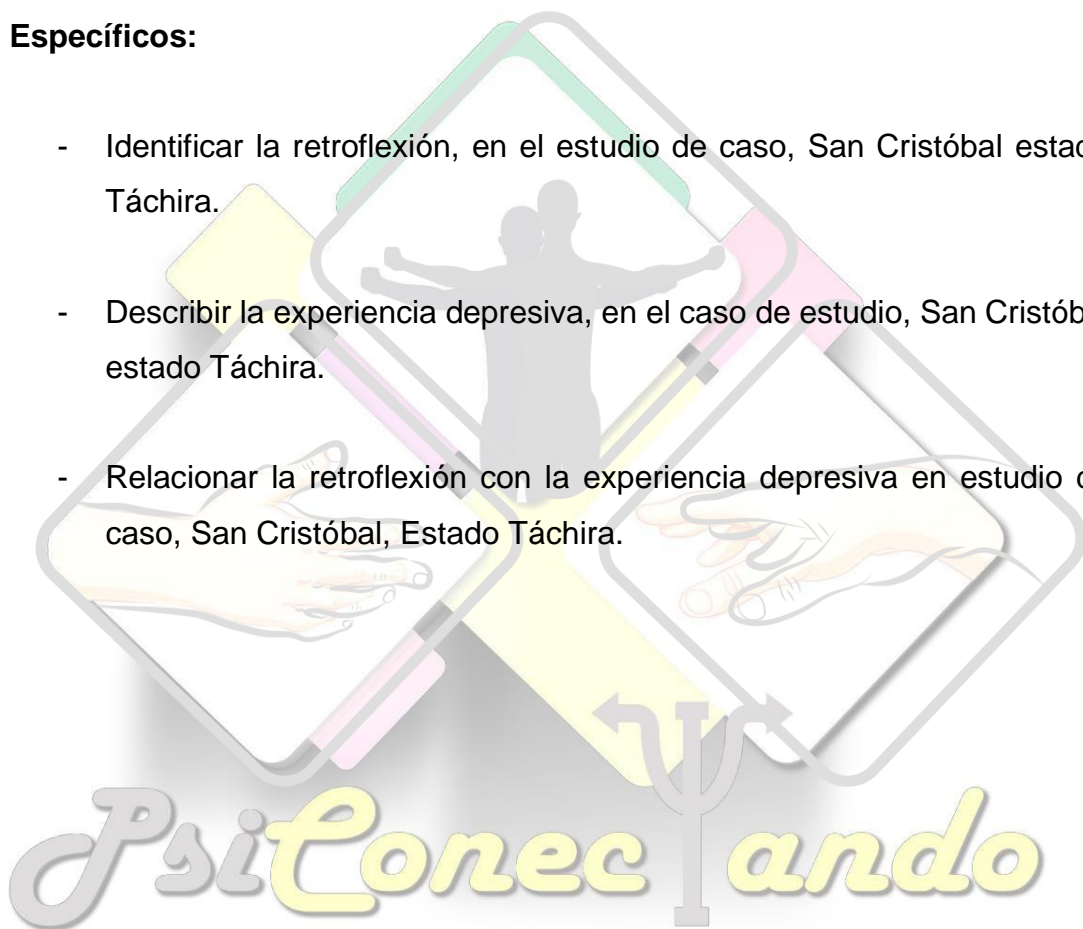 Específicos:
- Identificar la retroflexión, en el estudio de caso, San Cristóbal
Táchira.
- Describir la experiencia depresiva, en el caso de estudio, San
estado Táchira.
- Relacionar la retroflexión con la experiencia depresiva en estudio
caso, San Cristóbal, Estado Táchira.
PsiConectando